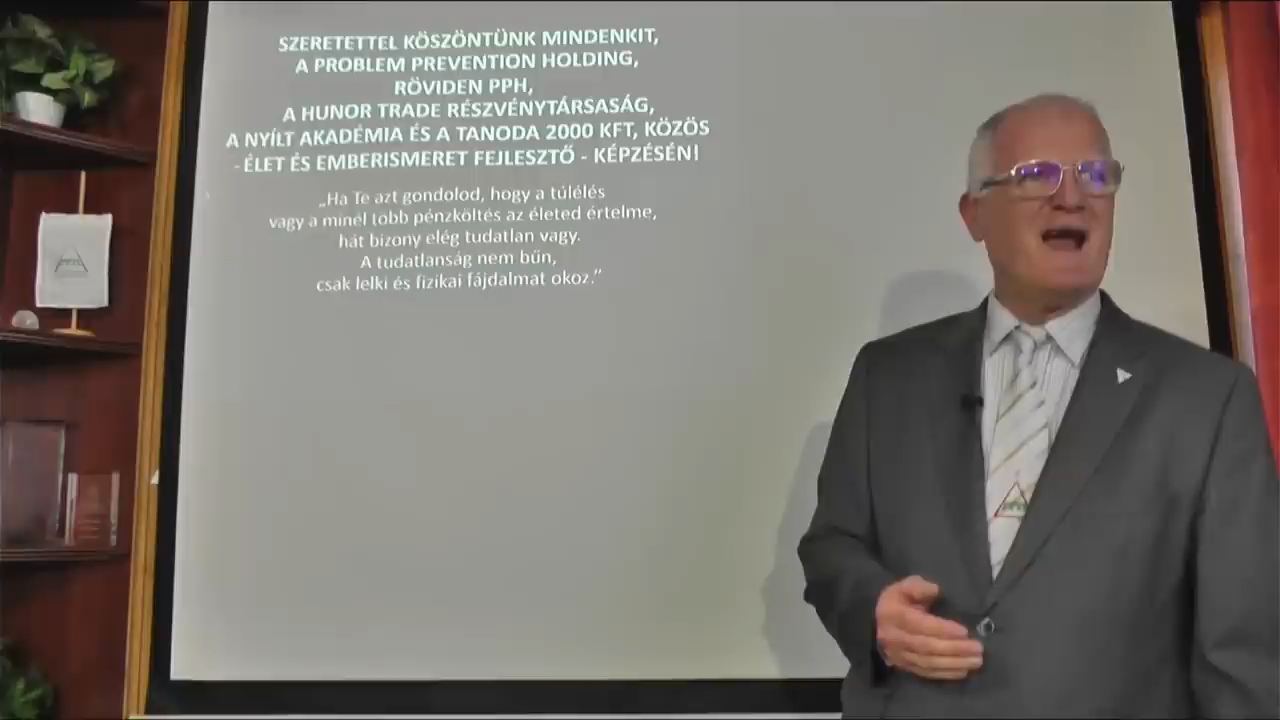 SZERETETTEL KÖSZÖNTÜNK MINDENKIT,
A PROBLEM PREVENTION HOLDING,
RÖVIDEN PPH,
A HUNOR TRADE RÉSZVÉNYTÁRSASÁG,
A NYÍLT AKADÉMIA ÉS A TANODA 2000 KFT, KÖZÖS
- ÉLET ÉS EMBERISMERET FEJLESZTŐ - KÉPZÉSÉN!
„Ha Te azt gondolod, hogy a túlélés
vagy a minél több pénzköltés az életed értelme,
hát bizony elég tudatlan vagy.
A tudatlanság nem bűn,
csak lelki és fizikai fájdalmat okoz.”